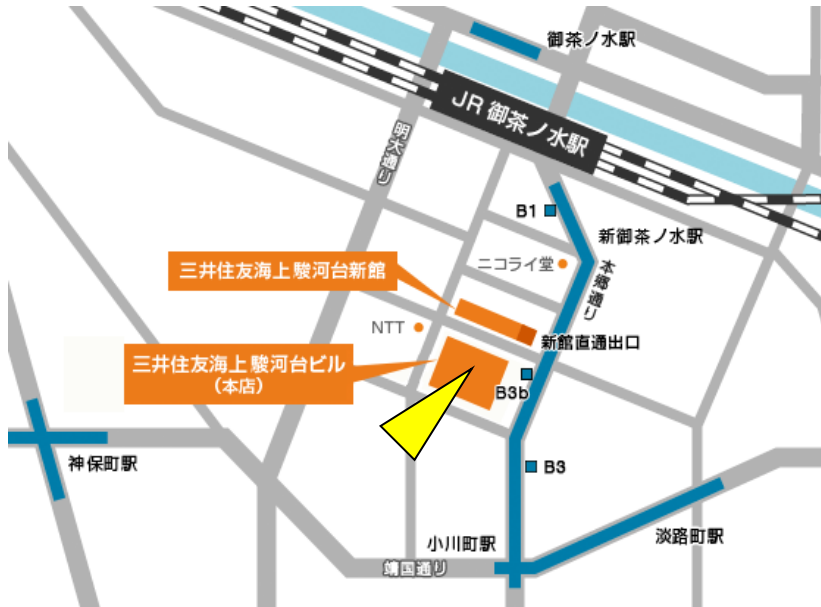 御茶ノ水駅
JR 御茶ノ水駅
明大通り
B1
新御茶ノ水駅
ニコライ堂
本郷通り
三井住友海上 駿河台新館
NTT
新館直通出口
三井住友海上 駿河台ビル
(本店)
B3b
神保町駅
B3
小川町駅
淡路町駅
靖国通り